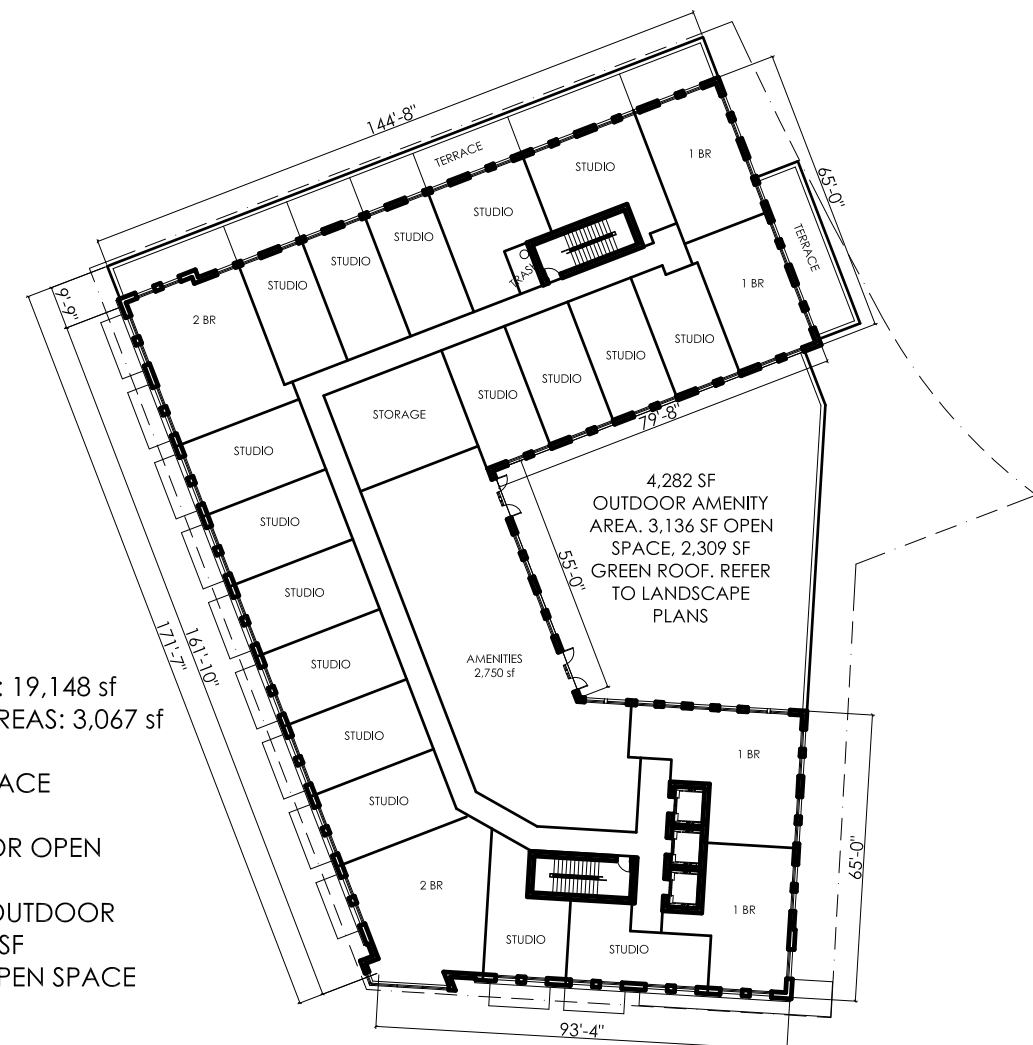 144'-8"
TERRACE
STUDIO
1 BR
65'-0"
STUDIO
STUDIO
TERRACE
STUDIO
STUDIO
TRASH
1 BR
9'-9"
2 BR
STUDIO
STUDIO
STUDIO
STUDIO
STUDIO
STORAGE
79'-8"
STUDIO
4,282 SF
OUTDOOR AMENITY
AREA. 3,136 SF OPEN
SPACE, 2,309 SF
GREEN ROOF. REFER
TO LANDSCAPE
PLANS
STUDIO
55'-0"
STUDIO
171'-7"
161'-10"
STUDIO
AMENITIES
2,750 sf
: 19,148 sf
REAS: 3,067 sf
STUDIO
1 BR
ACE
STUDIO
OR OPEN
65'-0"
2 BR
OUTDOOR
1 BR
SF
STUDIO
STUDIO
PEN SPACE
93'-4"